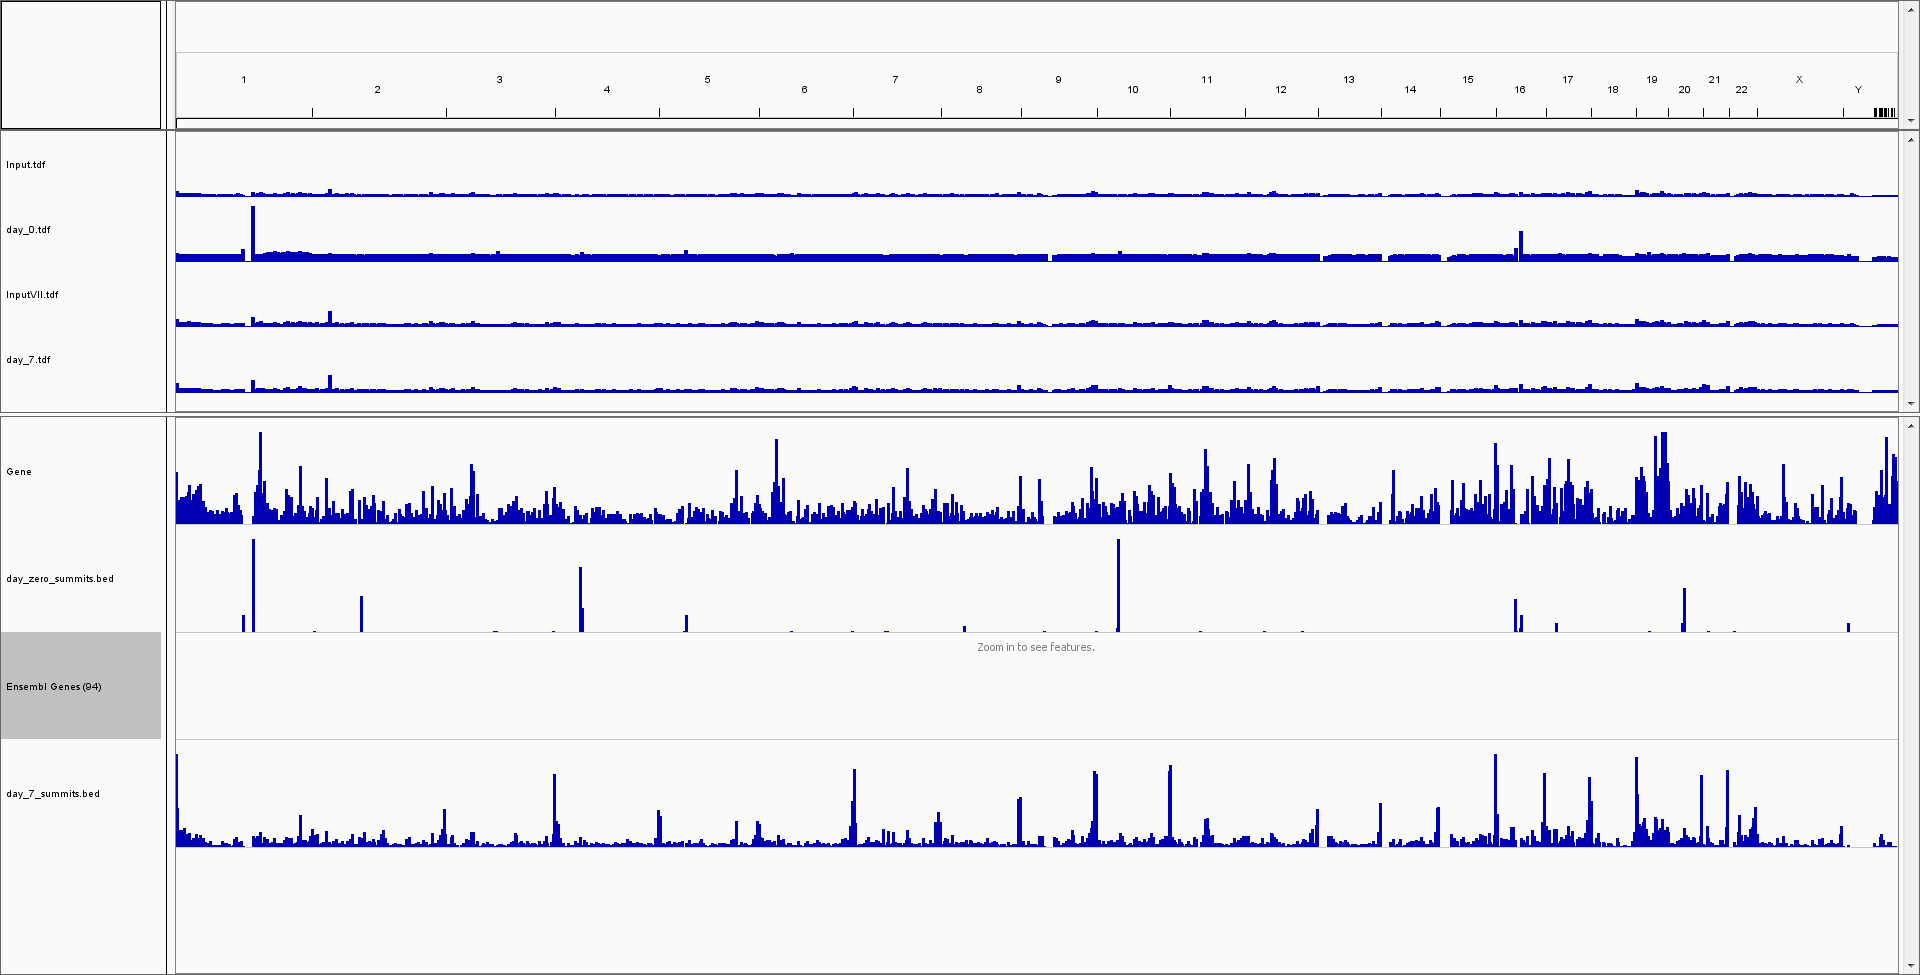 1 3 5 7 9 11 13 15 17 19 21 X
2 4 6 8 10 12 14 16 18 20 22 Y
Input.tdf
day_0.tdf
InputVII.tdf
day_7.tdf
Gene
day_zero_summits.bed
Zoom in to see features.
Ensembl Genes (94)
day_7_summits.bed